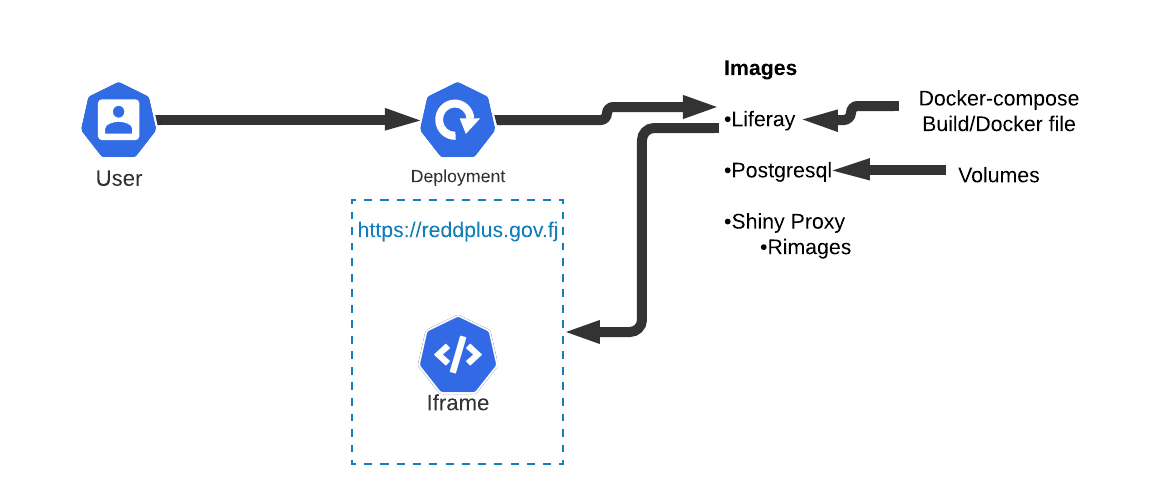 Images
•Liferay
Docker-compose
Build/Docker file
User
Deployment
•Postgresql
Volumes
•Shiny Proxy
•Rimages
https://reddplus.gov.fj
Iframe